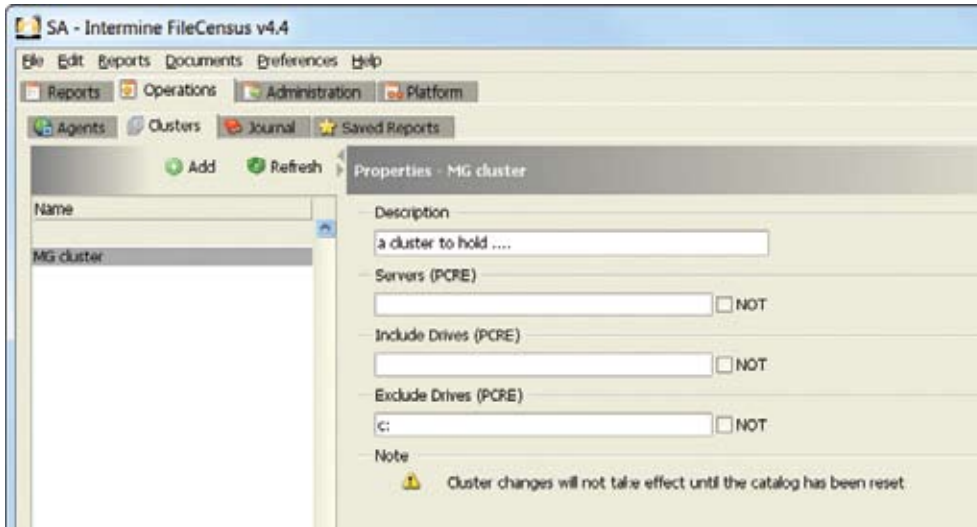 SA - Intermine FileCensus v4.4
File Edit Reports Documents Preferences Help
Reports Operations Administration Platform
Agents Clusters Journal Saved Reports
Add Refresh
Properties - MG cluster
Name
MG cluster
Description
a cluster to hold ....
Servers (PCRE)
NOT
Include Drives (PCRE)
NOT
Exclude Drives (PCRE)
c: NOT
Note
Cluster changes will not take effect until the catalog has been reset